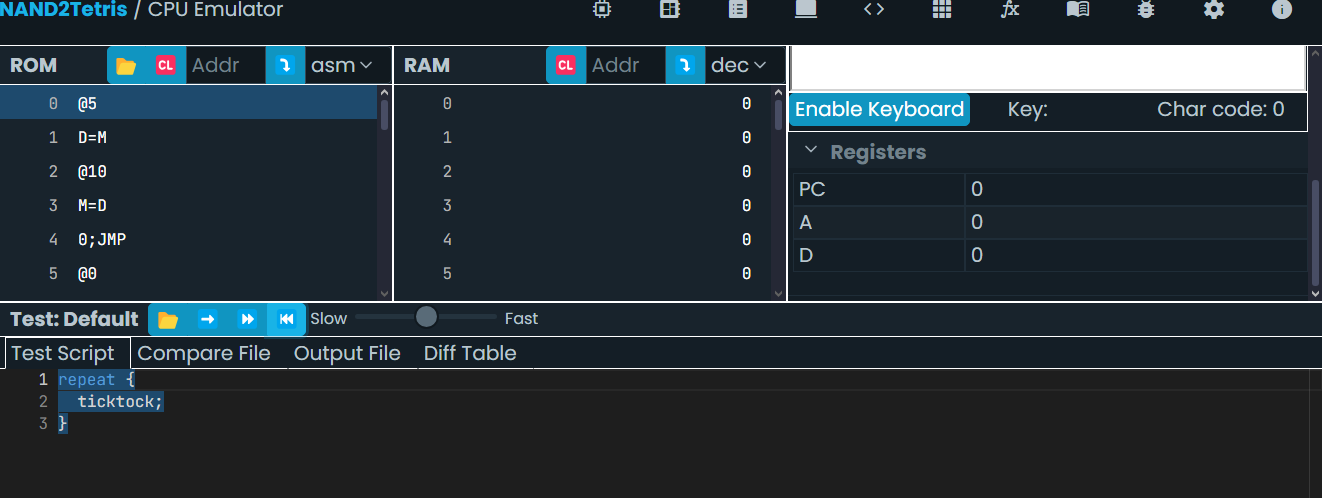 NAND2Tetris / CPU Emulator
ROM CL Addr asm
0 @5
1 D=M
2 @10
3 M=D
4 0;JMP
5 @0
RAM CL Addr dec
0 0
1 0
2 0
3 0
4 0
5 0
Enable Keyboard Key: Char code: 0
Registers
PC 0
A 0
D 0
Test: Default Slow Fast
Test Script Compare File Output File Diff Table
1 repeat {
2 ticktock;
3 }